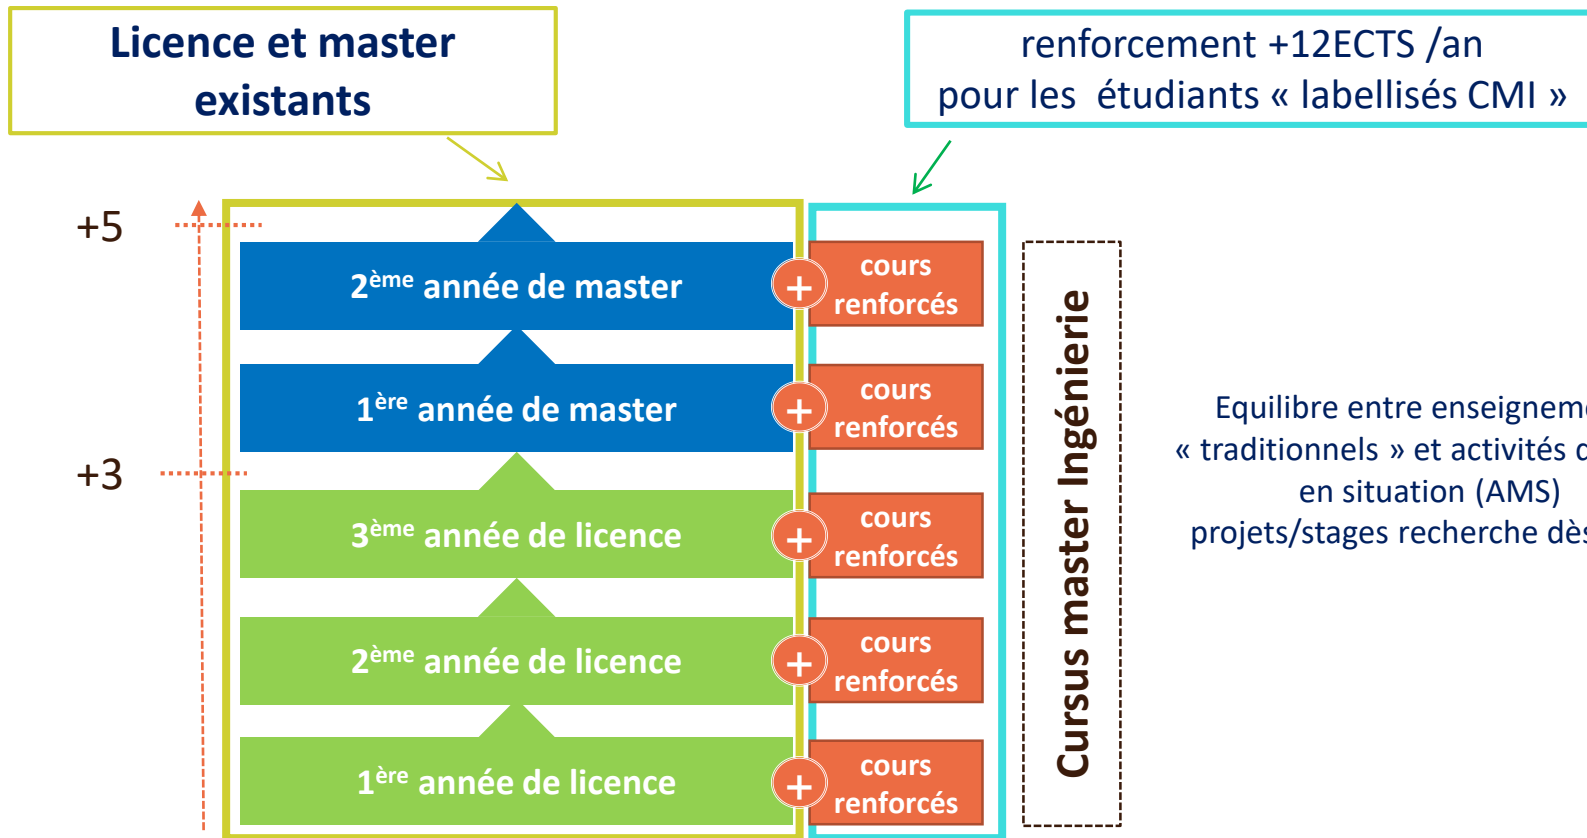 Licence et master
existants
renforcement +12ECTS /an
pour les étudiants « labellisés CMI »
+5
2ème année de master
+
cours
renforcés
1ère année de master
+
cours
renforcés
+3
3ème année de licence
+
cours
renforcés
2ème année de licence
+
cours
renforcés
1ère année de licence
+
cours
renforcés
Cursus master Ingénierie
Equilibre entre
« traditionnels » et activités
en situation (AMS)
projets/stages recherche dès